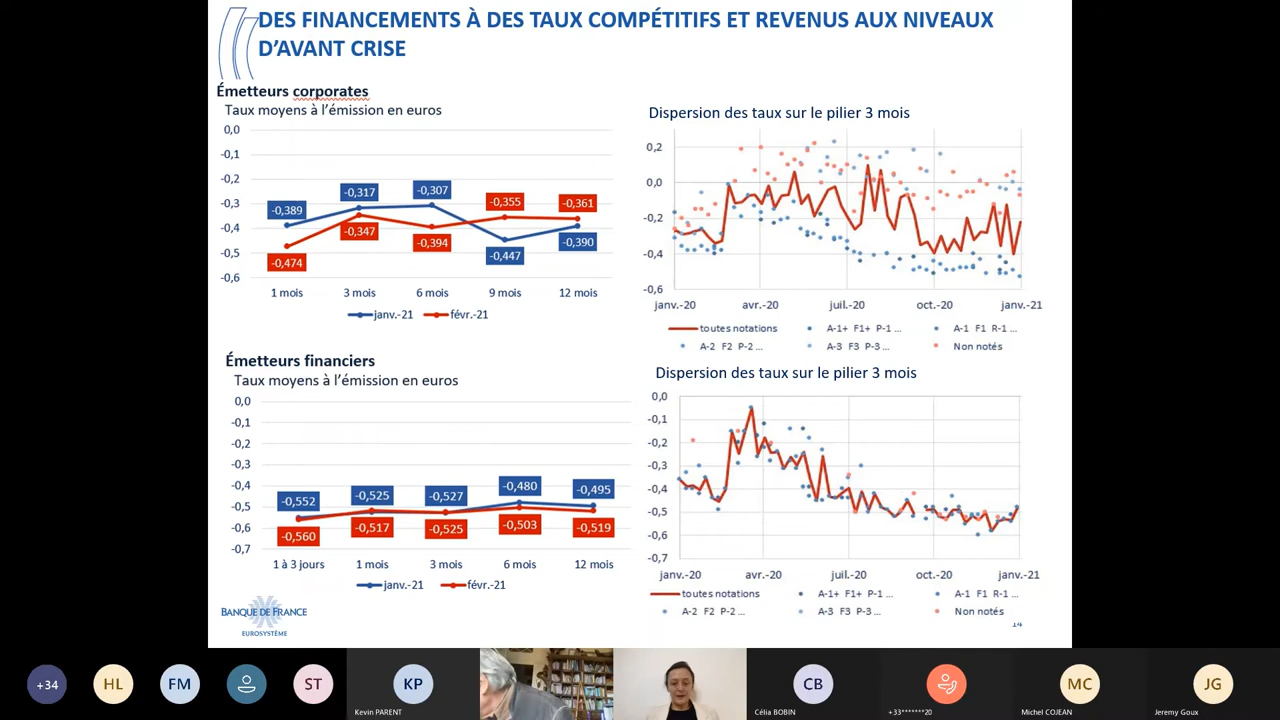 DES FINANCEMENTS À DES TAUX COMPÉTITIFS ET REVENUS AUX NIVEAUX
D'AVANT CRISE
Émetteurs corporates
Taux moyens à l'émission en euros
0,0
-0,1
-0,2
-0,3
-0,4
-0,5
-0,6
-0,389
-0,317
-0,307
-0,355
-0,361
-0,474
-0,347
-0,394
-0,447
-0,390
1 mois
3 mois
6 mois
9 mois
12 mois
janv.-21
févr.-21
Dispersion des taux sur le pilier 3 mois
0,2
0,0
-0,2
-0,4
-0,6
janv.-20
avr.-20
juil.-20
oct.-20
janv.-21
toutes notations
A-1+ F1+ P-1 ...
A-1 F1 R-1 ...
A-2 F2 P-2 ...
A-3 F3 P-3 ...
Non notés
Émetteurs financiers
Taux moyens à l'émission en euros
0,0
-0,1
-0,2
-0,3
-0,4
-0,5
-0,6
-0,7
-0,552
-0,525
-0,527
-0,480
-0,495
-0,560
-0,517
-0,525
-0,503
-0,519
1 à 3 jours
1 mois
3 mois
6 mois
12 mois
janv.-21
févr.-21
Dispersion des taux sur le pilier 3 mois
0,0
-0,1
-0,2
-0,3
-0,4
-0,5
-0,6
-0,7
janv.-20
avr.-20
juil.-20
oct.-20
janv.-21
toutes notations
A-1+ F1+ P-1 ...
A-1 F1 R-1 ...
A-2 F2 P-2 ...
A-3 F3 P-3 ...
Non notés
BANQUE DE FRANCE
EUROSYSTÈME
14
+34
HL
FM
ST
KP
Kevin PARENT
CB
Célia BOBIN
+33*******20
MC
Michel COJEAN
JG
Jeremy Goux